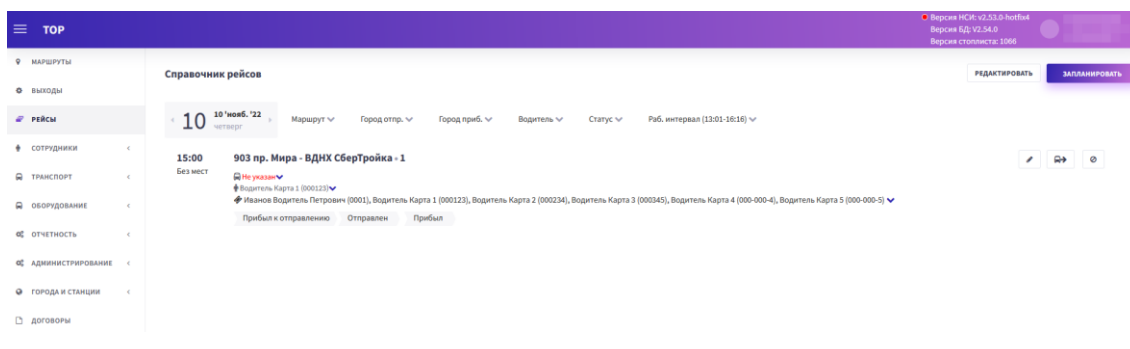 TOP
Версия НСИ: v2.53.0-hotfix4
Версия БД: V2.54.0
Версия стоплиста: 1066
МАРШРУТЫ
ВЫХОДЫ
РЕЙСЫ
СОТРУДНИКИ
ТРАНСПОРТ
ОБОРУДОВАНИЕ
ОТЧЕТНОСТЬ
АДМИНИСТРИРОВАНИЕ
ГОРОДА И СТАНЦИИ
ДОГОВОРЫ
Справочник рейсов
РЕДАКТИРОВАТЬ
ЗАПЛАНИРОВАТЬ
10
10 'нояб. '22
четверг
Маршрут
Город отпр.
Город приб.
Водитель
Статус
Раб. интервал (13:01-16:16)
15:00
Без мест
903 пр. Мира - ВДНХ СберТройка - 1
Не указан
Водитель Карта 1 (000123)
Иванов Водитель Петрович (0001), Водитель Карта 1 (000123), Водитель Карта 2 (000234), Водитель Карта 3 (000345), Водитель Карта 4 (000-000-4), Водитель Карта 5 (000-000-5)
Прибыл к отправлению
Отправлен
Прибыл